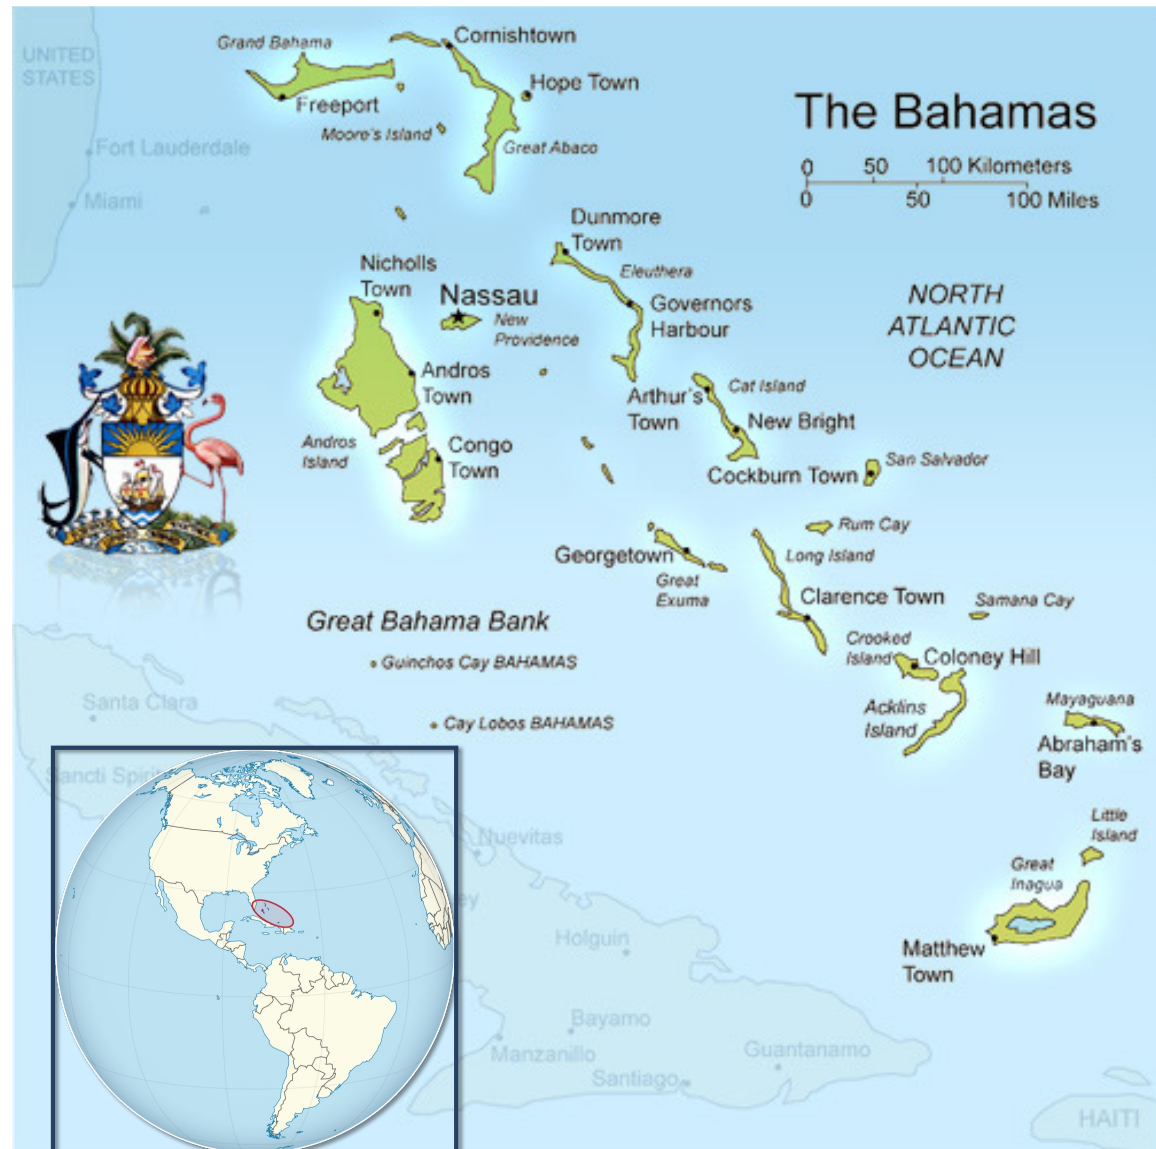 UNITED
STATES
Grand Bahama
Cornishtown
Hope Town
Freeport
Moore's Island
Great Abaco
Fort Lauderdale
Miami
The Bahamas
0 50 100 Kilometers
0 50 100 Miles
Dunmore
Town
Eleuthera
Governors
Harbour
Nicholls
Town
Nassau
New
Providence
NORTH
ATLANTIC
OCEAN
Andros
Town
Andros
Island
Congo
Town
Arthur's
Town
Cat Island
New Bright
Cockburn Town
San Salvador
Rum Cay
Georgetown
Great
Exuma
Long Island
Clarence Town
Samana Cay
Crooked
Island
Coloney Hill
Acklins
Island
Mayaguana
Abraham's
Bay
Great Bahama Bank
Guinchos Cay BAHAMAS
Cay Lobos BAHAMAS
Santa Clara
Sancti Spirit
Nuevitas
Little
Island
Great
Inagua
Matthew
Town
Holguin
Bayamo
Manzanillo
Santiago
Guantanamo
HAITI